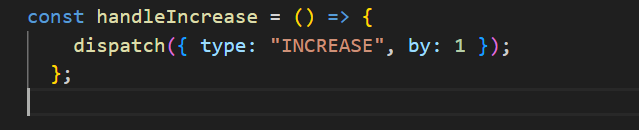 const handleIncrease = () => {
    dispatch({ type: "INCREASE", by: 1 });
  };